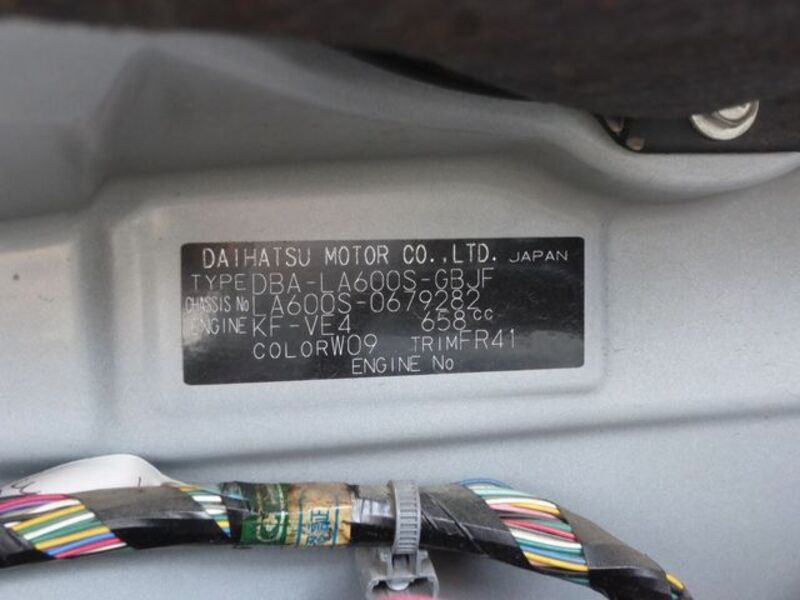 DAIHATSU MOTOR CO.,LTD. JAPAN
TYPE DBA-LA600S-GBJF
CHASSIS No LA600S-0679282
ENGINE KF-VE4 658cc
COLOR W09 TRIM FR41
ENGINE No